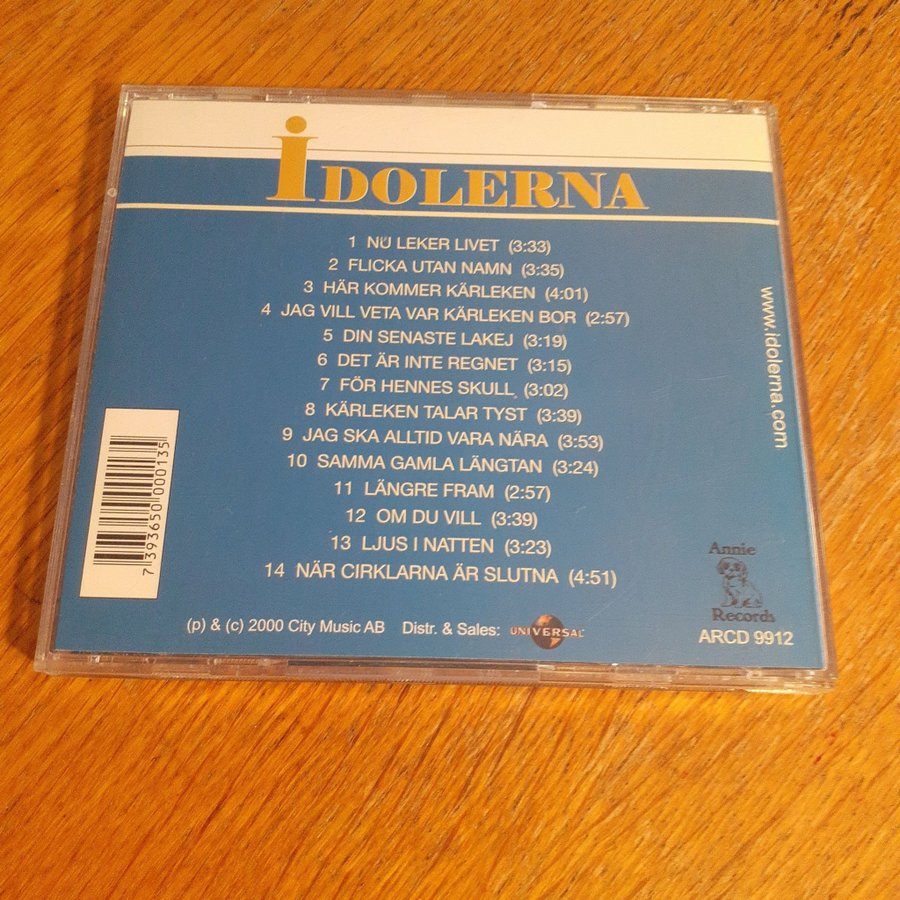 IDOLERNA
1 NU LEKER LIVET (3:33)
2 FLICKA UTAN NAMN (3:35)
3 HÄR KOMMER KÄRLEKEN (4:01)
4 JAG VILL VETA VAR KÄRLEKEN BOR (2:57)
5 DIN SENASTE LAKEJ (3:19)
6 DET ÄR INTE REGNET (3:15)
7 FÖR HENNES SKULL (3:02)
8 KÄRLEKEN TALAR TYST (3:39)
9 JAG SKA ALLTID VARA NÄRA (3:53)
10 SAMMA GAMLA LÄNGTAN (3:24)
11 LÄNGRE FRAM (2:57)
12 OM DU VILL (3:39)
13 LJUS I NATTEN (3:23)
14 NÄR CIRKLARNA ÄR SLUTNA (4:51)
www.idolerna.com
7 393650 000135
(p) & (c) 2000 City Music AB Distr. & Sales: UNIVERSAL
Annie
Records
ARCD 9912